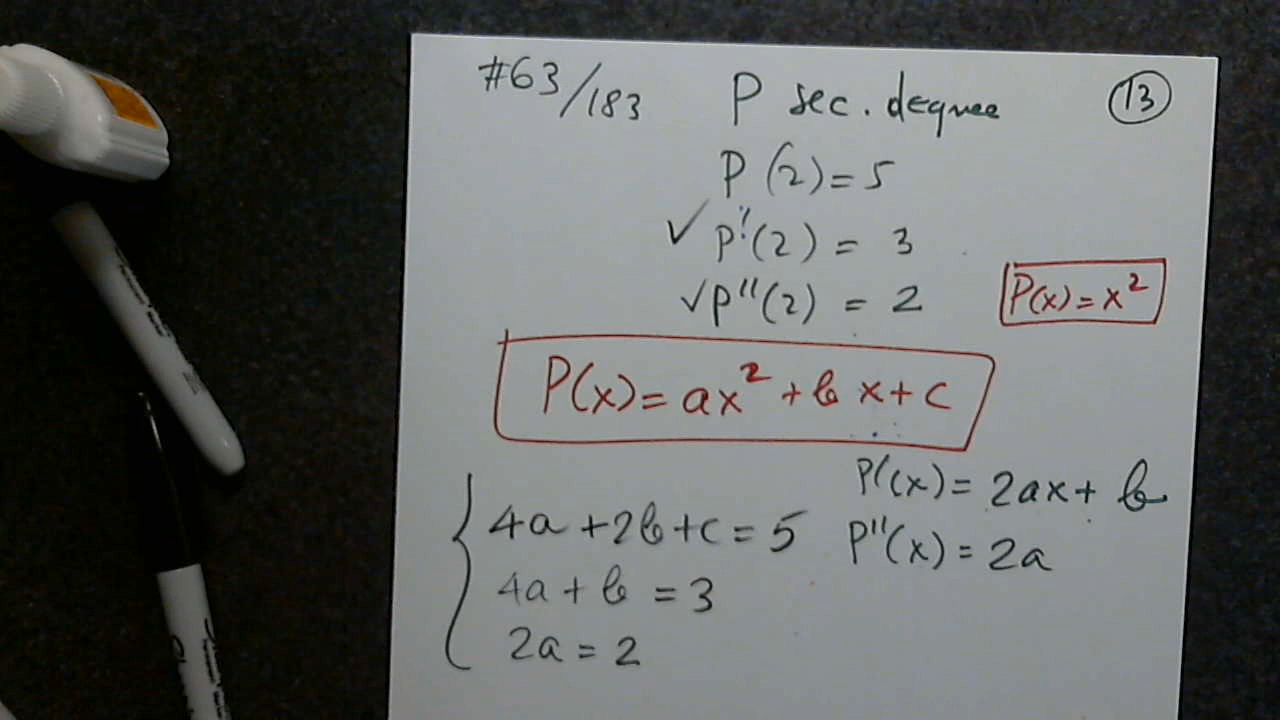 #63/183 P sec. degree 13
P(2) = 5
✓ P'(2) = 3
✓ P''(2) = 2
P(x) = x²
P(x) = ax² + bx + c
P'(x) = 2ax + b
P''(x) = 2a
4a + 2b + c = 5
4a + b = 3
2a = 2